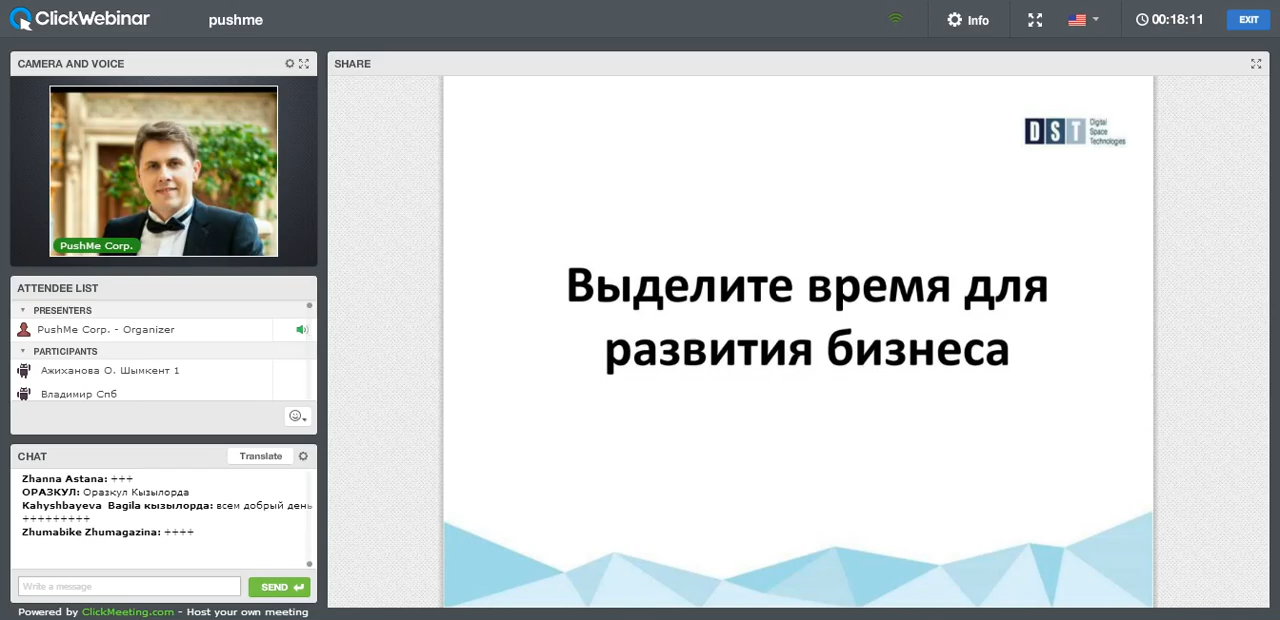 ClickWebinar
pushme
Info
00:18:11
EXIT
CAMERA AND VOICE
PushMe Corp.
ATTENDEE LIST
PRESENTERS
PushMe Corp. - Organizer
PARTICIPANTS
Ажиханова О. Шымкент 1
Владимир Спб
CHAT
Translate
Zhanna Astana: +++
ОРАЗКУЛ: Оразкул Кызылорда
Kahyshbayeva Bagila кызылорда: всем добрый день
+++++++++
Zhumabike Zhumagazina: ++++
Write a message
SEND
Powered by ClickMeeting.com - Host your own meeting
SHARE
DST
Digital
Space
Technologies
Выделите время для
развития бизнеса